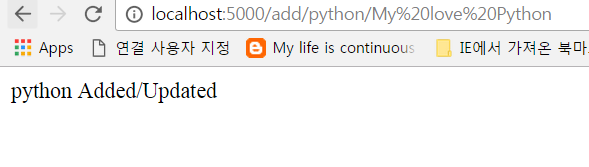 localhost:5000/add/python/My%20love%20Python
Apps 연결 사용자 지정 My life is continuous IE에서 가져온 북마
python Added/Updated